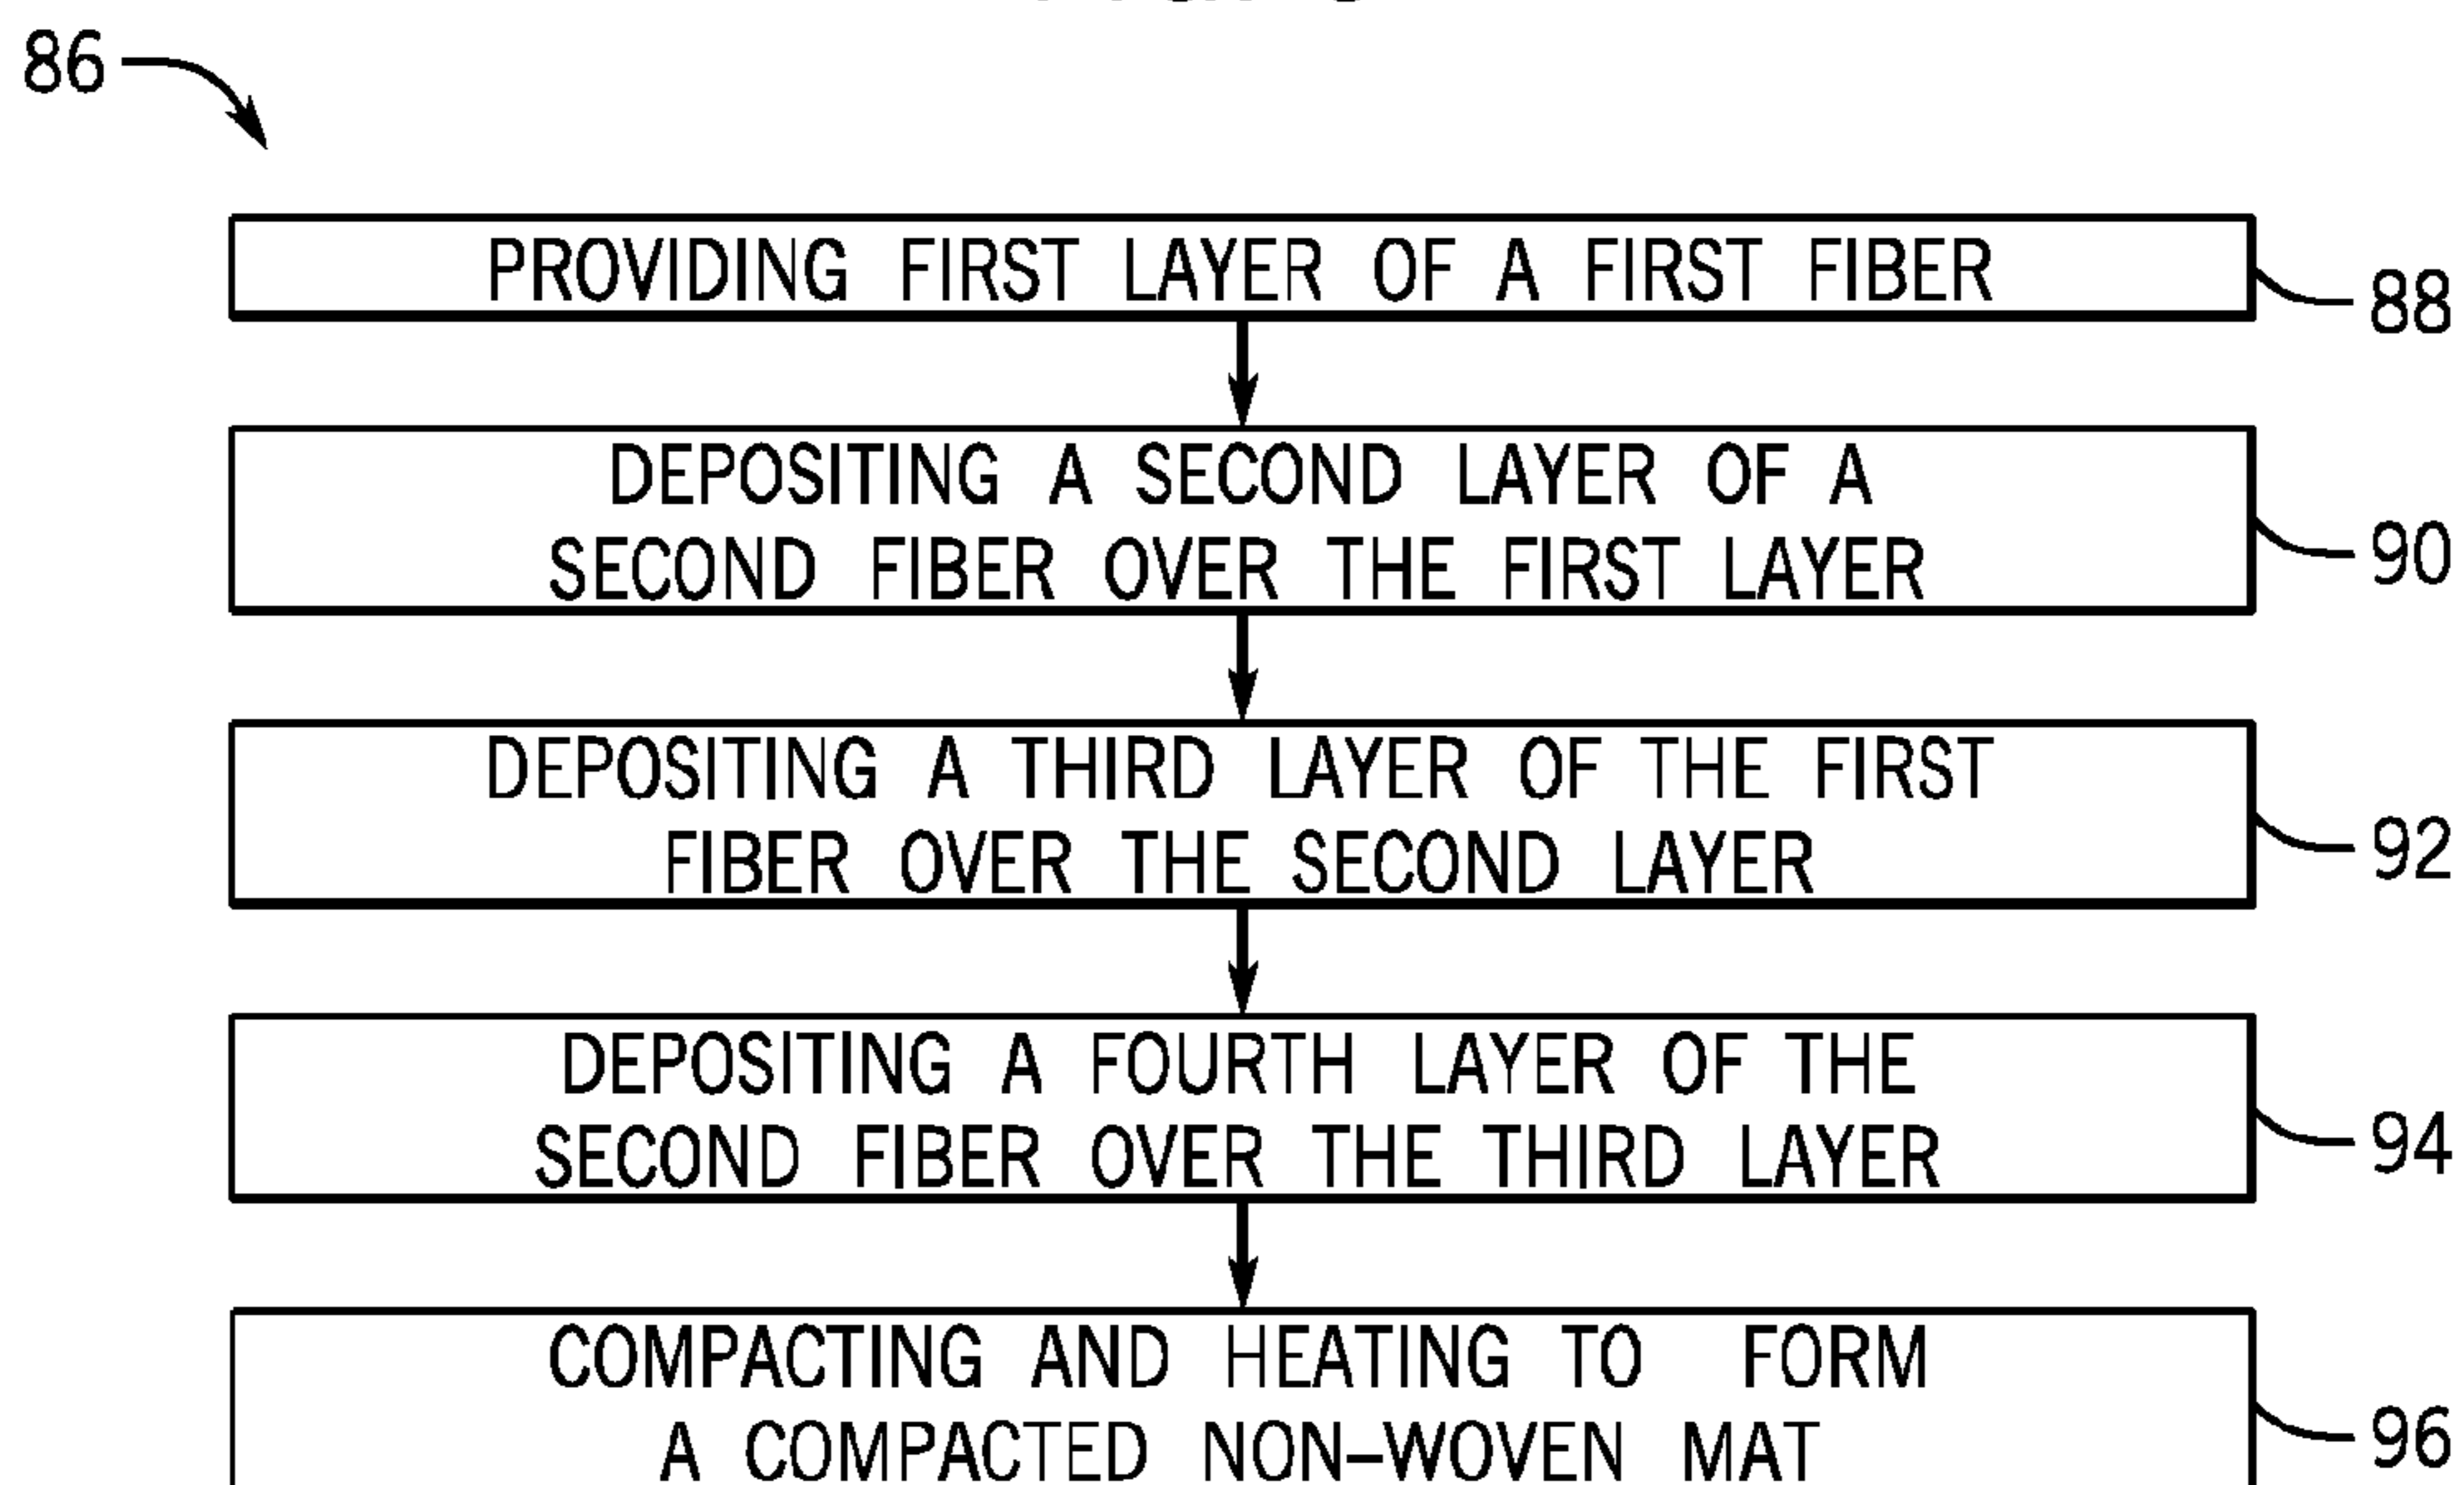 86
PROVIDING FIRST LAYER OF A FIRST FIBER
88
DEPOSITING A SECOND LAYER OF A
SECOND FIBER OVER THE FIRST LAYER
90
DEPOSITING A THIRD LAYER OF THE FIRST
FIBER OVER THE SECOND LAYER
92
DEPOSITING A FOURTH LAYER OF THE
SECOND FIBER OVER THE THIRD LAYER
94
COMPACTING AND HEATING TO FORM
A COMPACTED NON-WOVEN MAT
96